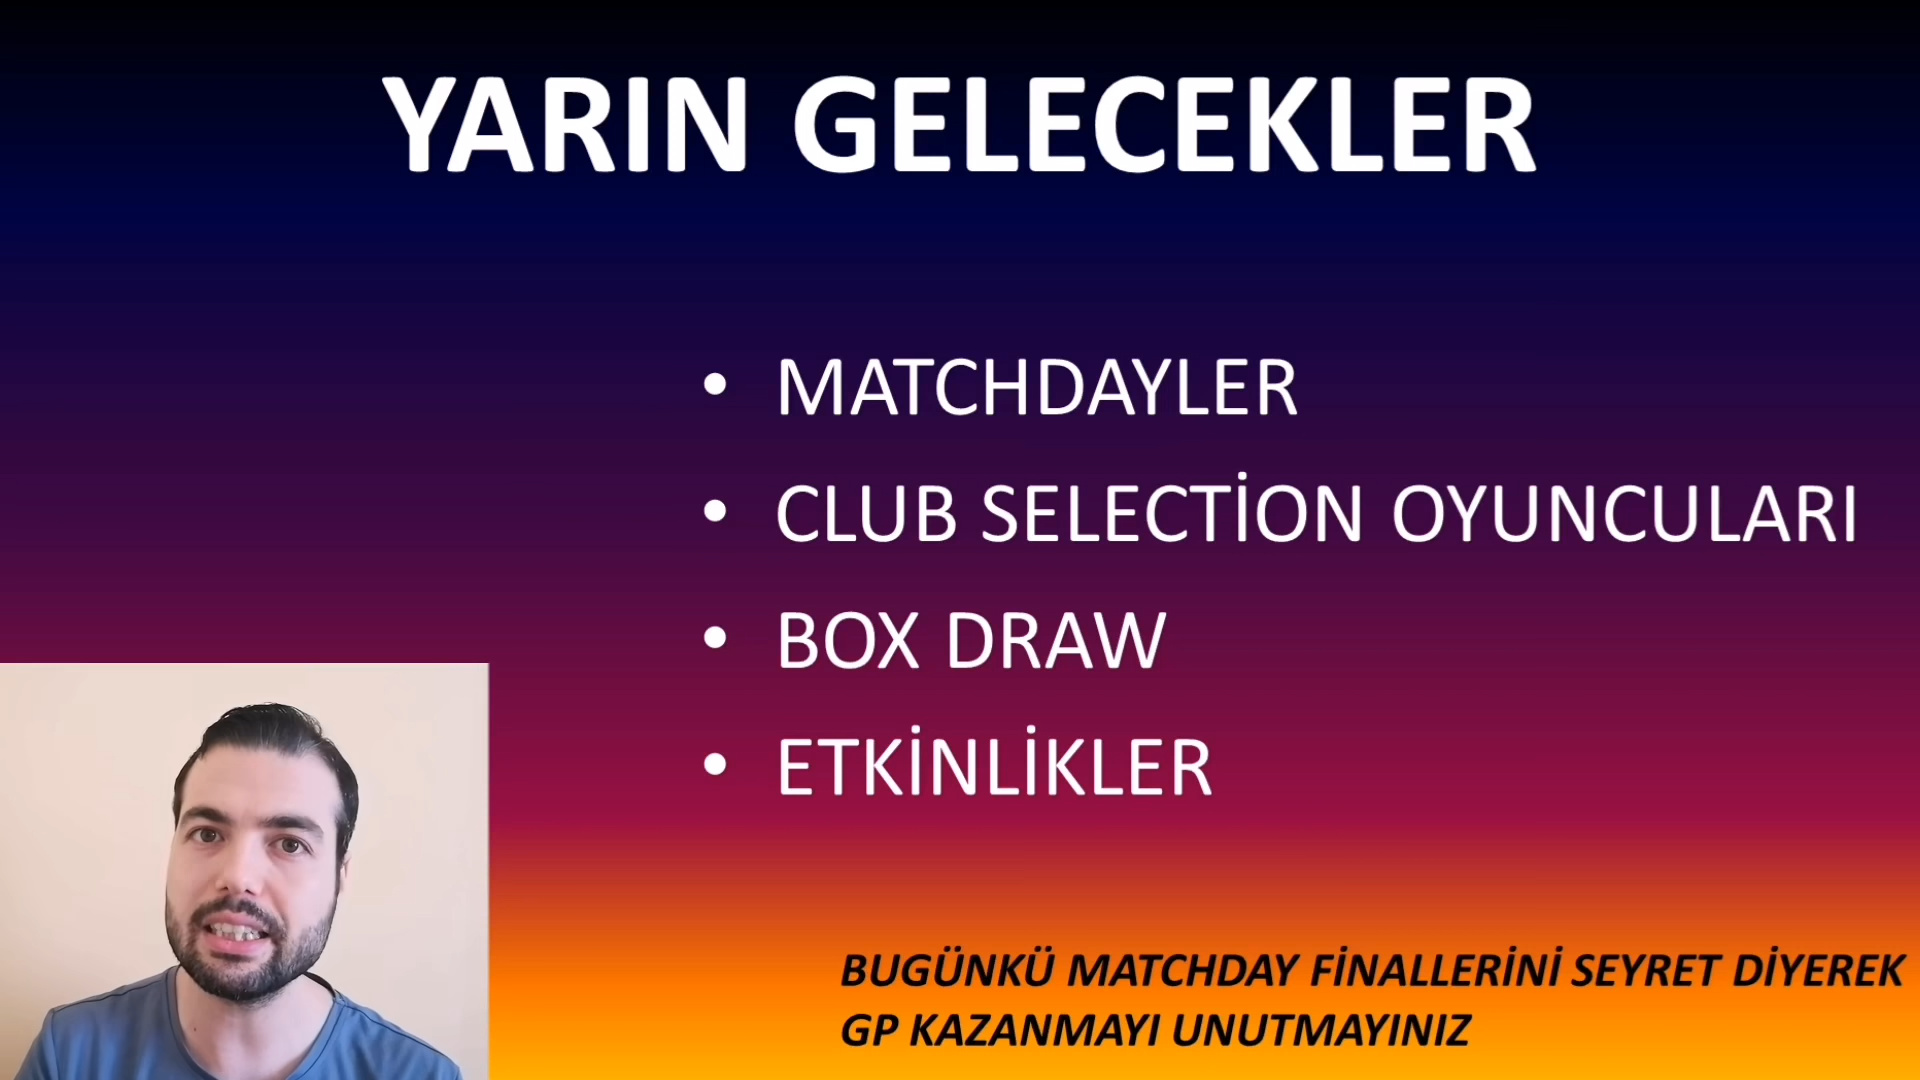 YARIN GELECEKLER
• MATCHDAYLER
• CLUB SELECTİON OYUNCULARI
• BOX DRAW
• ETKİNLİKLER
BUGÜNKÜ MATCHDAY FİNALLERİNİ SEYRET DİYEREK
GP KAZANMAYI UNUTMAYINIZ